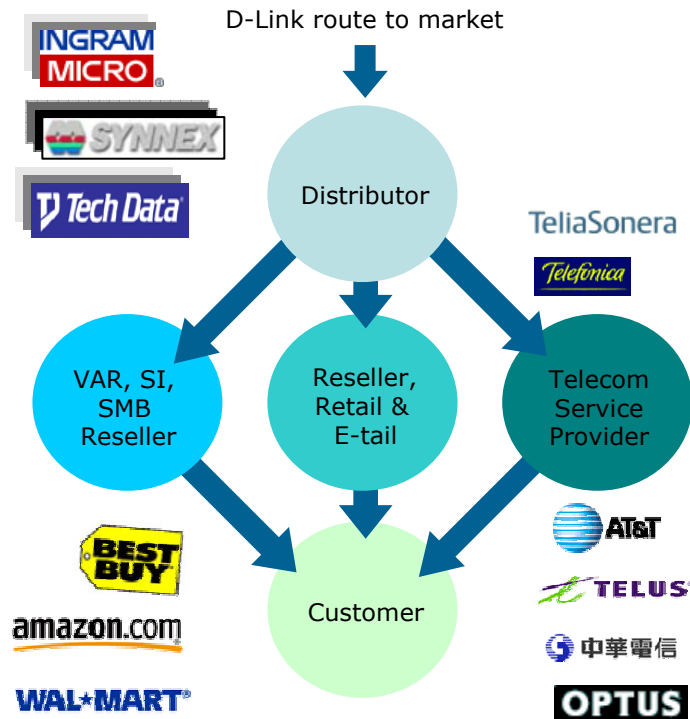 D-Link route to market
INGRAM
MICRO®
SYNNEX
Tech Data
Distributor
TeliaSonera
Telefónica
VAR, SI,
SMB
Reseller
Reseller,
Retail &
E-tail
Telecom
Service
Provider
BEST
BUY
amazon.com
WAL★MART®
Customer
AT&T
TELUS®
中華電信
OPTUS